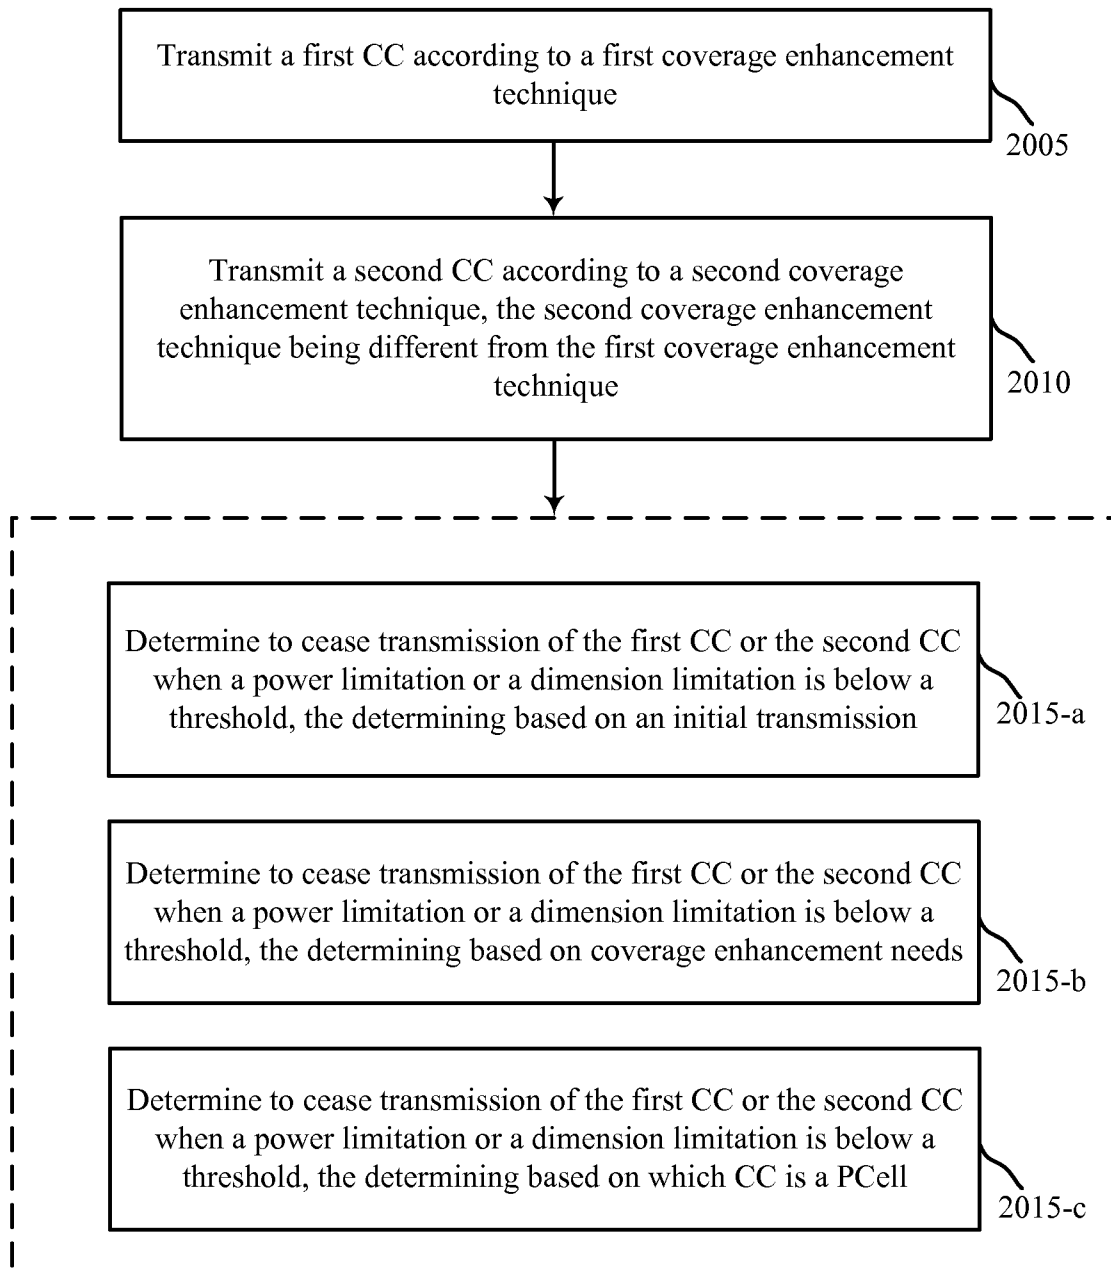 Transmit a first CC according to a first coverage enhancement
technique
2005
Transmit a second CC according to a second coverage
enhancement technique, the second coverage enhancement
technique being different from the first coverage enhancement
technique
2010
Determine to cease transmission of the first CC or the second CC
when a power limitation or a dimension limitation is below a
threshold, the determining based on an initial transmission
2015-a
Determine to cease transmission of the first CC or the second CC
when a power limitation or a dimension limitation is below a
threshold, the determining based on coverage enhancement needs
2015-b
Determine to cease transmission of the first CC or the second CC
when a power limitation or a dimension limitation is below a
threshold, the determining based on which CC is a PCell
2015-c